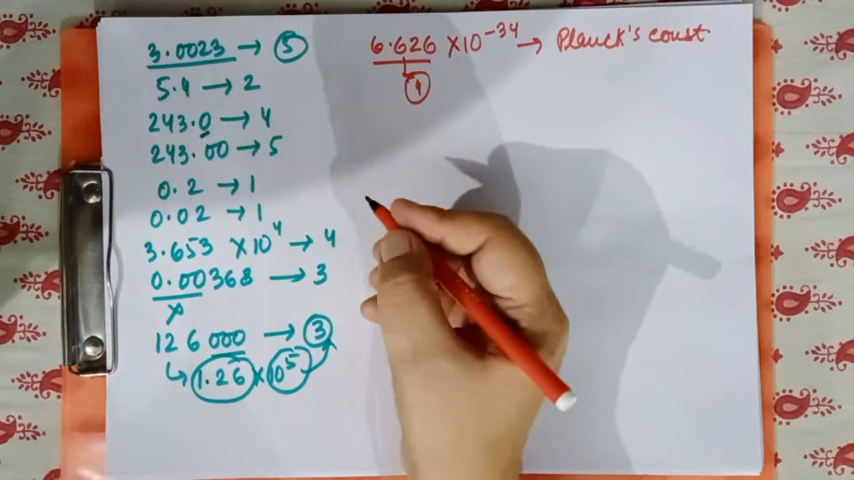 3.0023 → 5
5.4 → 2
243.0 → 4
243.00 → 5
0.2 → 1
0.02 → 1
3.653 × 10⁴ → 4
0.00368 → 3
x
126000 → 3
↳ 1.26 × 10⁵
6.626 × 10⁻³⁴ → Planck's const
4